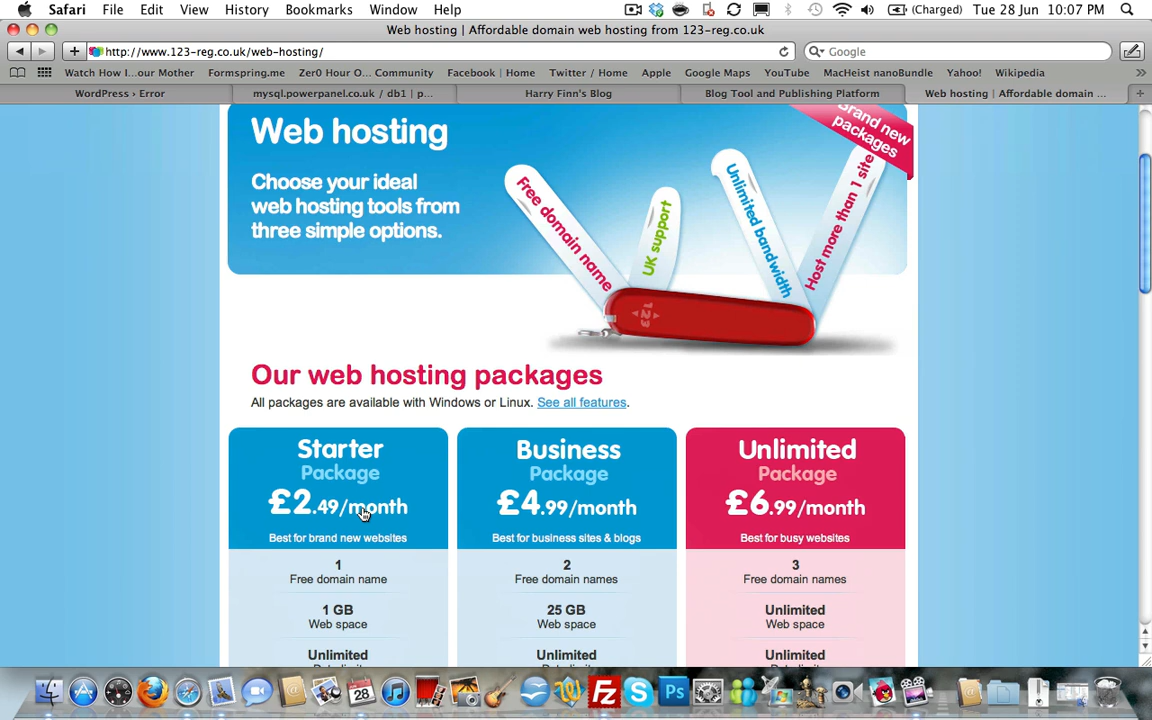 Safari File Edit View History Bookmarks Window Help (Charged) Tue 28 Jun 10:07 PM
Web hosting | Affordable domain web hosting from 123-reg.co.uk
http://www.123-reg.co.uk/web-hosting/ Google
Watch How I...our Mother Formspring.me Zer0 Hour O... Community Facebook | Home Twitter / Home Apple Google Maps YouTube MacHeist nanoBundle Yahoo! Wikipedia
WordPress › Error mysql.powerpanel.co.uk / db1 | p... Harry Finn's Blog Blog Tool and Publishing Platform Web hosting | Affordable domain ...
Brand new
packages
Web hosting
Choose your ideal
web hosting tools from
three simple options.
Free domain name
UK support
Unlimited bandwidth
Host more than 1 site
123
Our web hosting packages
All packages are available with Windows or Linux. See all features.
Starter
Package
£2.49/month
Best for brand new websites
1
Free domain name
1 GB
Web space
Unlimited
Business
Package
£4.99/month
Best for business sites & blogs
2
Free domain names
25 GB
Web space
Unlimited
Unlimited
Package
£6.99/month
Best for busy websites
3
Free domain names
Unlimited
Web space
Unlimited
28
Fz
S
Ps